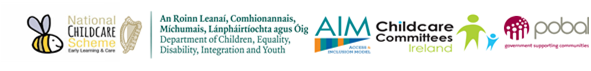 National
CHILDCARE
SCHEME
Early Learning & Care
An Roinn Leanaí, Comhionannais,
Míchumais, Lánpháirtíochta agus Óige
Department of Children, Equality,
Disability, Integration and Youth
AIM
ACCESS +
INCLUSION MODEL
Childcare
Committees
Ireland
pobal
government supporting communities